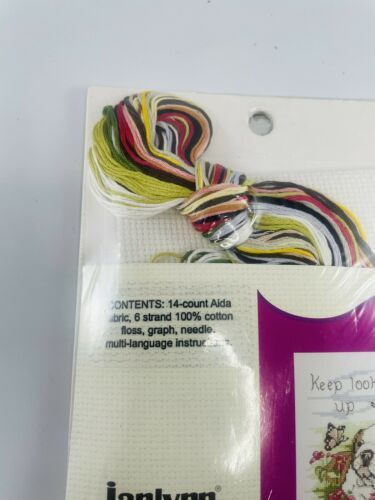 CONTENTS: 14-count Aida
fabric, 6 strand 100% cotton
floss, graph, needle,
multi-language instructions.
Keep look
up
janlynn®